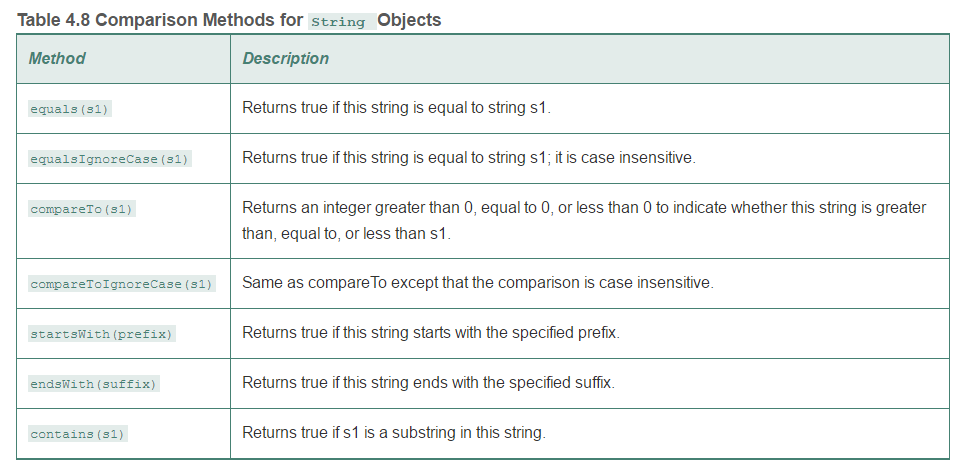 Table 4.8 Comparison Methods for String Objects
Method Description
equals(s1) Returns true if this string is equal to string s1.
equalsIgnoreCase(s1) Returns true if this string is equal to string s1; it is case insensitive.
compareTo(s1) Returns an integer greater than 0, equal to 0, or less than 0 to indicate whether this string is greater
than, equal to, or less than s1.
compareToIgnoreCase(s1) Same as compareTo except that the comparison is case insensitive.
startsWith(prefix) Returns true if this string starts with the specified prefix.
endsWith(suffix) Returns true if this string ends with the specified suffix.
contains(s1) Returns true if s1 is a substring in this string.